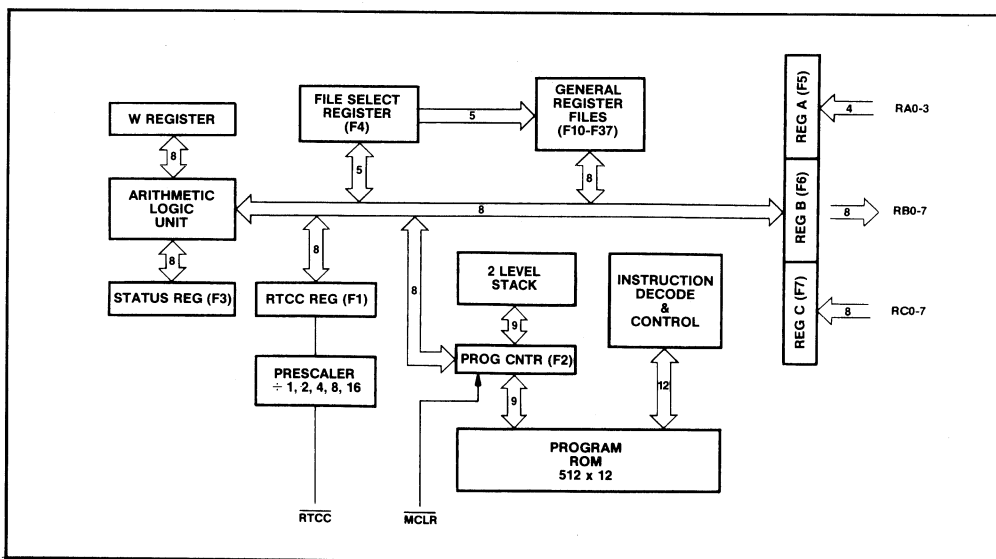 W REGISTER
8
ARITHMETIC
LOGIC
UNIT
8
STATUS REG (F3)
FILE SELECT
REGISTER
(F4)
5
5
GENERAL
REGISTER
FILES
(F10-F37)
8
8
8
RTCC REG (F1)
PRESCALER
÷ 1, 2, 4, 8, 16
RTCC
8
2 LEVEL
STACK
9
PROG CNTR (F2)
9
MCLR
INSTRUCTION
DECODE
&
CONTROL
12
PROGRAM
ROM
512 x 12
REG A (F5)
4
RA0-3
REG B (F6)
8
RB0-7
REG C (F7)
8
RC0-7